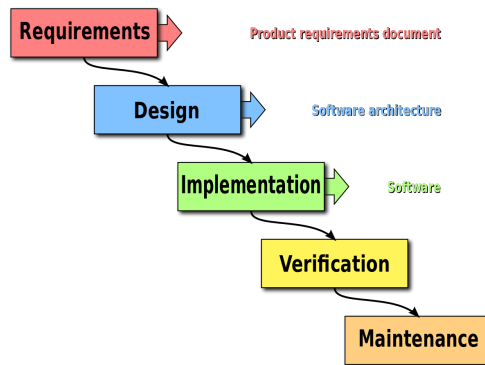 Requirements
Product requirements document
Design
Software architecture
Implementation
Software
Verification
Maintenance